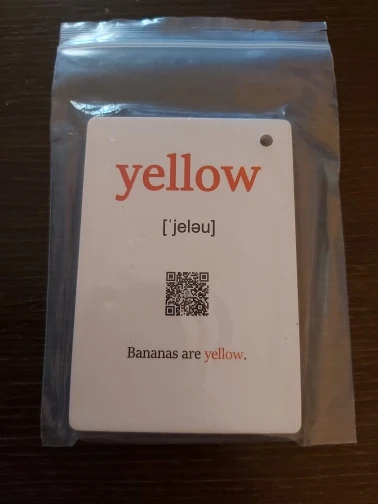 yellow
[ˈjeləu]
Bananas are yellow.